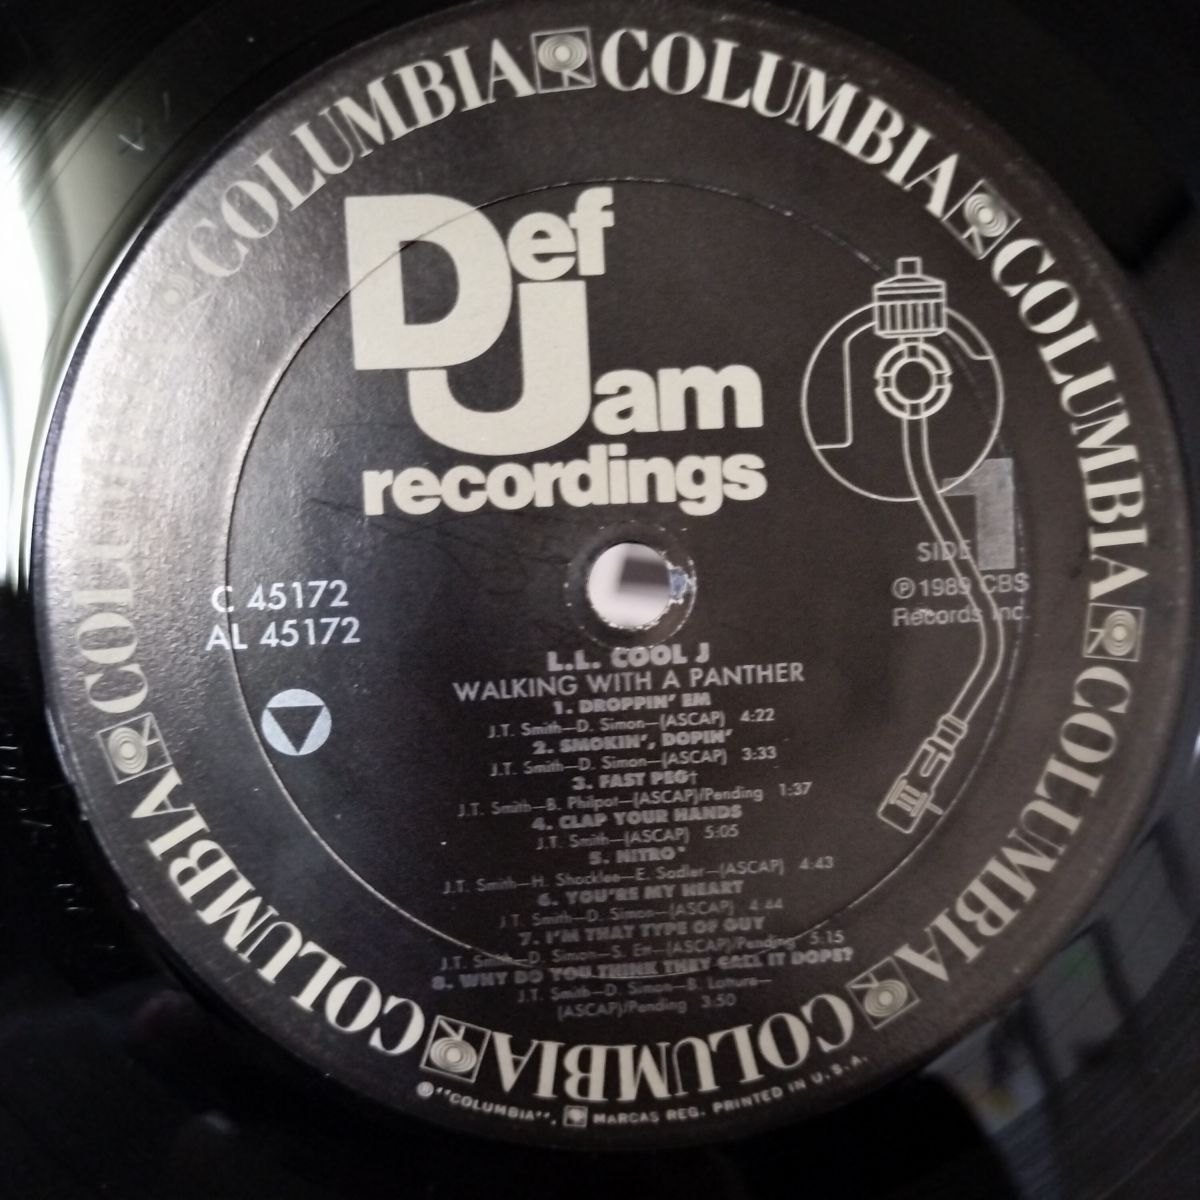 COLUMBIA COLUMBIA COLUMBIA COLUMBIA COLUMBIA COLUMBIA COLUMBIA COLUMBIA
Def
Jam
recordings
SIDE 1
Ⓟ 1989 CBS
Records Inc.
C 45172
AL 45172
L.L. COOL J
WALKING WITH A PANTHER
1. DROPPIN' EM
J.T. Smith—D. Simon—(ASCAP) 4:22
2. SMOKIN', DOPIN'
J.T. Smith—D. Simon—(ASCAP) 3:33
3. FAST PEG†
J.T. Smith—B. Philpot—(ASCAP)/Pending 1:37
4. CLAP YOUR HANDS
J.T. Smith—(ASCAP) 5:05
5. NITRO*
J.T. Smith—H. Shocklee—E. Sadler—(ASCAP) 4:43
6. YOU'RE MY HEART
J.T. Smith—D. Simon—(ASCAP) 4:44
7. I'M THAT TYPE OF GUY
J.T. Smith—D. Simon—S. Ett—(ASCAP)/Pending 5:15
8. WHY DO YOU THINK THEY CALL IT DOPE?
J.T. Smith—D. Simon—B. Latture—
(ASCAP)/Pending 3:50
® "COLUMBIA", MARCAS REG. PRINTED IN U.S.A.